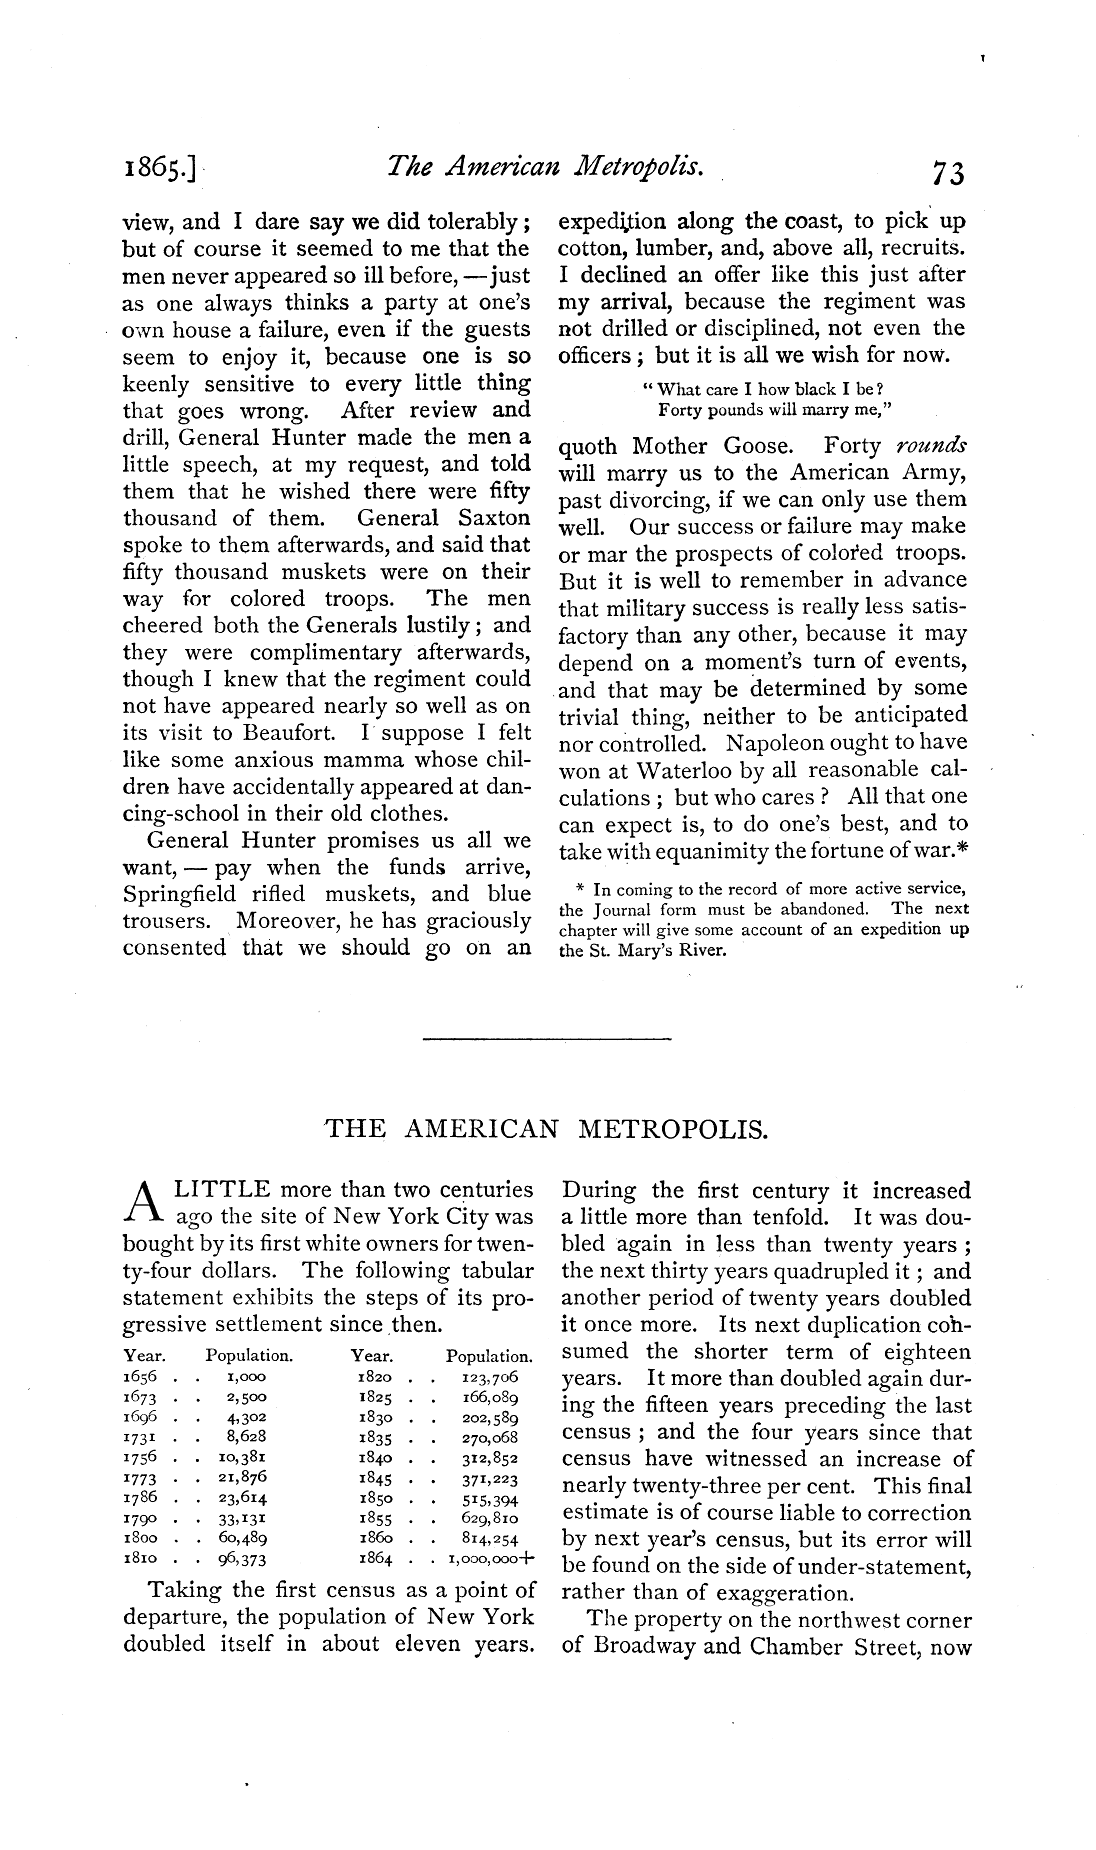 1865.] The American Metropolis. 73
view, and I dare say we did tolerably;
but of course it seemed to me that the
men never appeared so ill before,—just
as one always thinks a party at one's
own house a failure, even if the guests
seem to enjoy it, because one is so
keenly sensitive to every little thing
that goes wrong. After review and
drill, General Hunter made the men a
little speech, at my request, and told
them that he wished there were fifty
thousand of them. General Saxton
spoke to them afterwards, and said that
fifty thousand muskets were on their
way for colored troops. The men
cheered both the Generals lustily; and
they were complimentary afterwards,
though I knew that the regiment could
not have appeared nearly so well as on
its visit to Beaufort. I suppose I felt
like some anxious mamma whose chil-
dren have accidentally appeared at dan-
cing-school in their old clothes.
General Hunter promises us all we
want,—pay when the funds arrive,
Springfield rifled muskets, and blue
trousers. Moreover, he has graciously
consented that we should go on an
expedition along the coast, to pick up
cotton, lumber, and, above all, recruits.
I declined an offer like this just after
my arrival, because the regiment was
not drilled or disciplined, not even the
officers; but it is all we wish for now.
"What care I how black I be?
Forty pounds will marry me,"
quoth Mother Goose. Forty rounds
will marry us to the American Army,
past divorcing, if we can only use them
well. Our success or failure may make
or mar the prospects of colored troops.
But it is well to remember in advance
that military success is really less satis-
factory than any other, because it may
depend on a moment's turn of events,
and that may be determined by some
trivial thing, neither to be anticipated
nor controlled. Napoleon ought to have
won at Waterloo by all reasonable cal-
culations; but who cares? All that one
can expect is, to do one's best, and to
take with equanimity the fortune of war.*
* In coming to the record of more active service,
the Journal form must be abandoned. The next
chapter will give some account of an expedition up
the St. Mary's River.
THE AMERICAN METROPOLIS.
A LITTLE more than two centuries
ago the site of New York City was
bought by its first white owners for twen-
ty-four dollars. The following tabular
statement exhibits the steps of its pro-
gressive settlement since then.
Year. Population. Year. Population.
1656 . . 1,000 1820 . . 123,706
1673 . . 2,500 1825 . . 166,089
1696 . . 4,302 1830 . . 202,589
1731 . . 8,628 1835 . . 270,068
1756 . . 10,381 1840 . . 312,852
1773 . . 21,876 1845 . . 371,223
1786 . . 23,614 1850 . . 515,394
1790 . . 33,131 1855 . . 629,810
1800 . . 60,489 1860 . . 814,254
1810 . . 96,373 1864 . . 1,000,000+
Taking the first census as a point of
departure, the population of New York
doubled itself in about eleven years.
During the first century it increased
a little more than tenfold. It was dou-
bled again in less than twenty years;
the next thirty years quadrupled it; and
another period of twenty years doubled
it once more. Its next duplication con-
sumed the shorter term of eighteen
years. It more than doubled again dur-
ing the fifteen years preceding the last
census; and the four years since that
census have witnessed an increase of
nearly twenty-three per cent. This final
estimate is of course liable to correction
by next year's census, but its error will
be found on the side of under-statement,
rather than of exaggeration.
The property on the northwest corner
of Broadway and Chamber Street, now